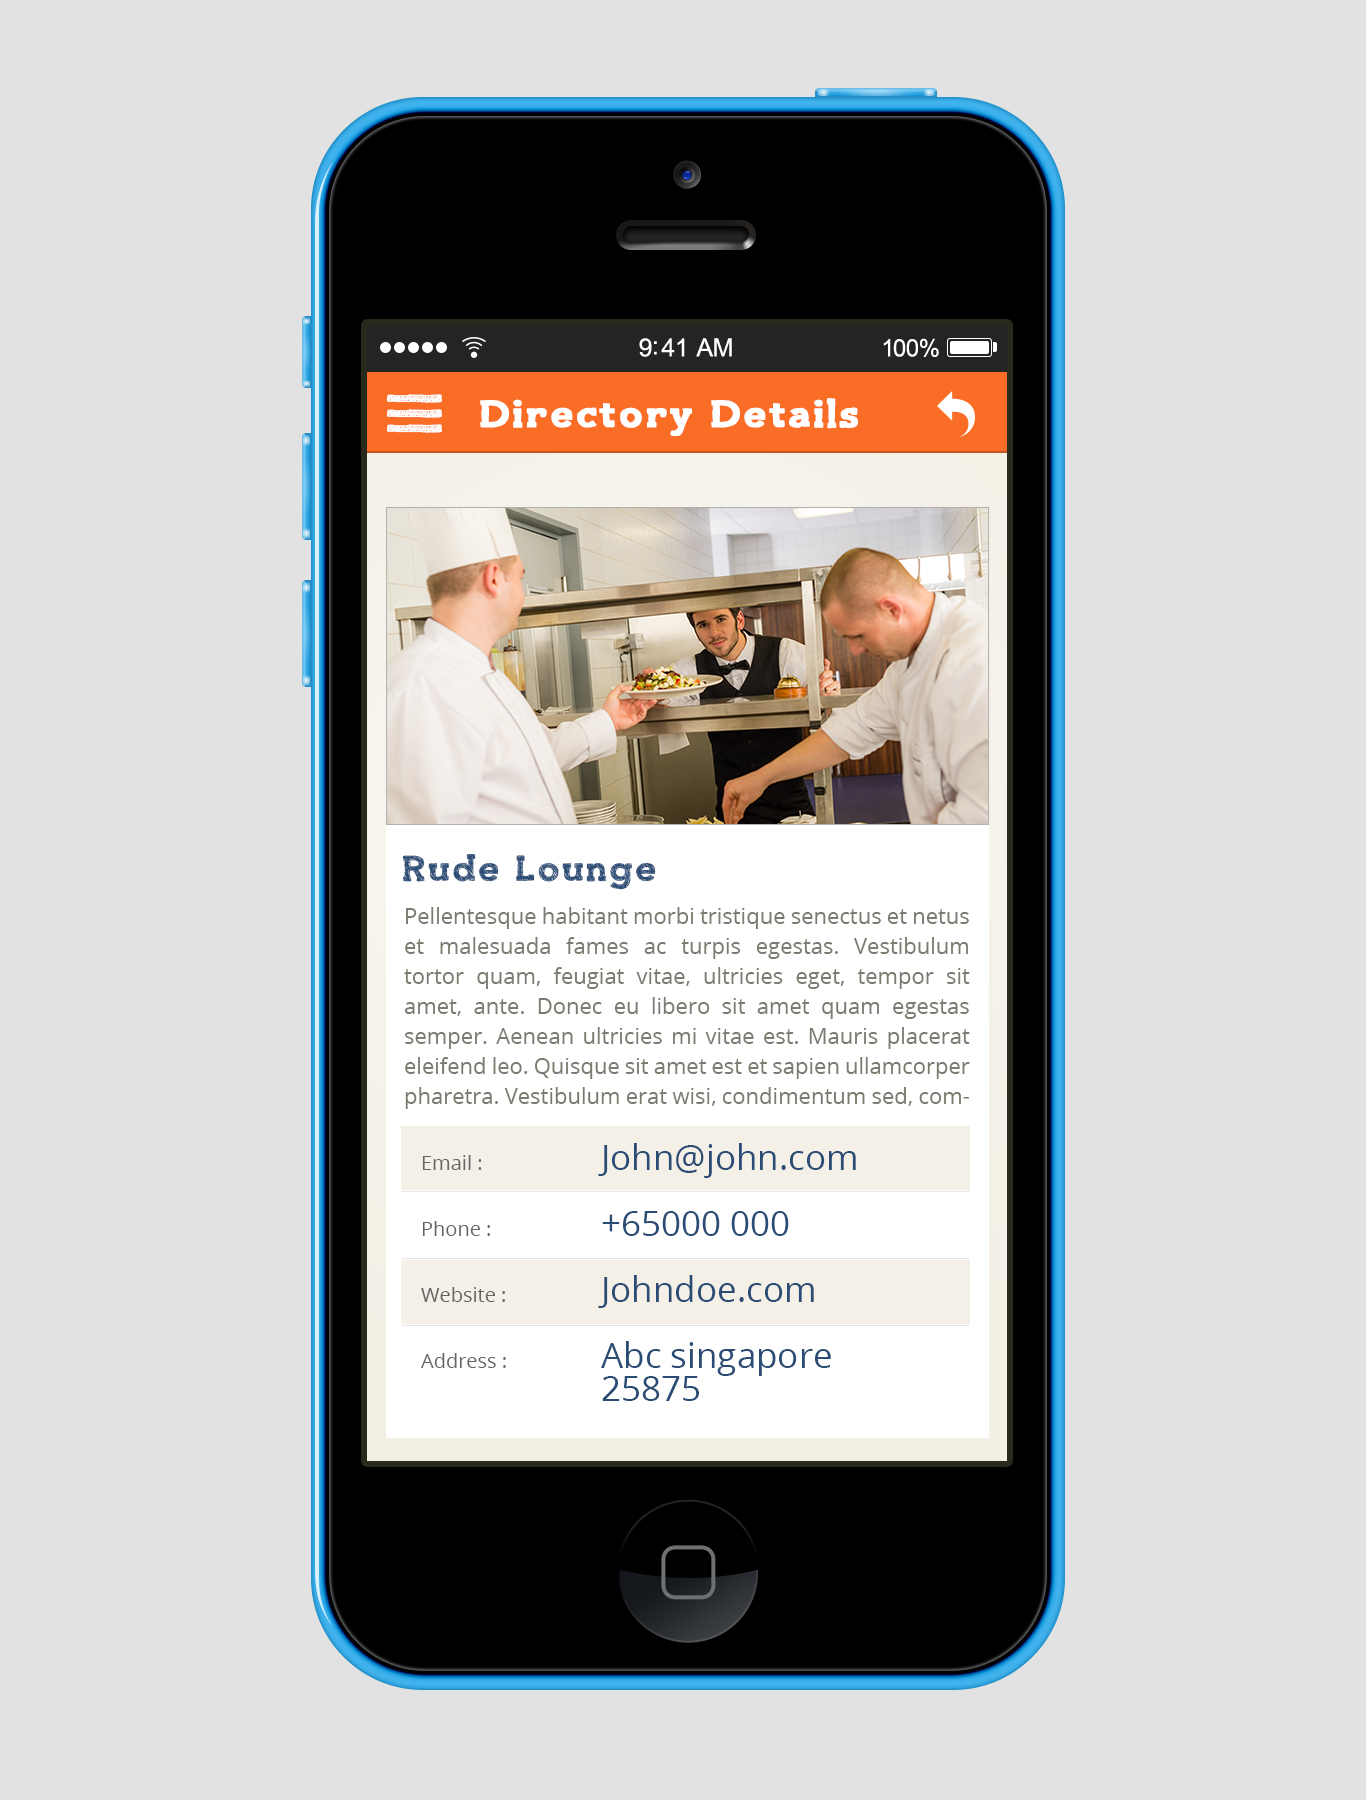 9:41 AM 100%
Directory Details
Rude Lounge
Pellentesque habitant morbi tristique senectus et netus
et malesuada fames ac turpis egestas. Vestibulum
tortor quam, feugiat vitae, ultricies eget, tempor sit
amet, ante. Donec eu libero sit amet quam egestas
semper. Aenean ultricies mi vitae est. Mauris placerat
eleifend leo. Quisque sit amet est et sapien ullamcorper
pharetra. Vestibulum erat wisi, condimentum sed, com-
Email : John@john.com
Phone : +65000 000
Website : Johndoe.com
Address : Abc singapore
25875